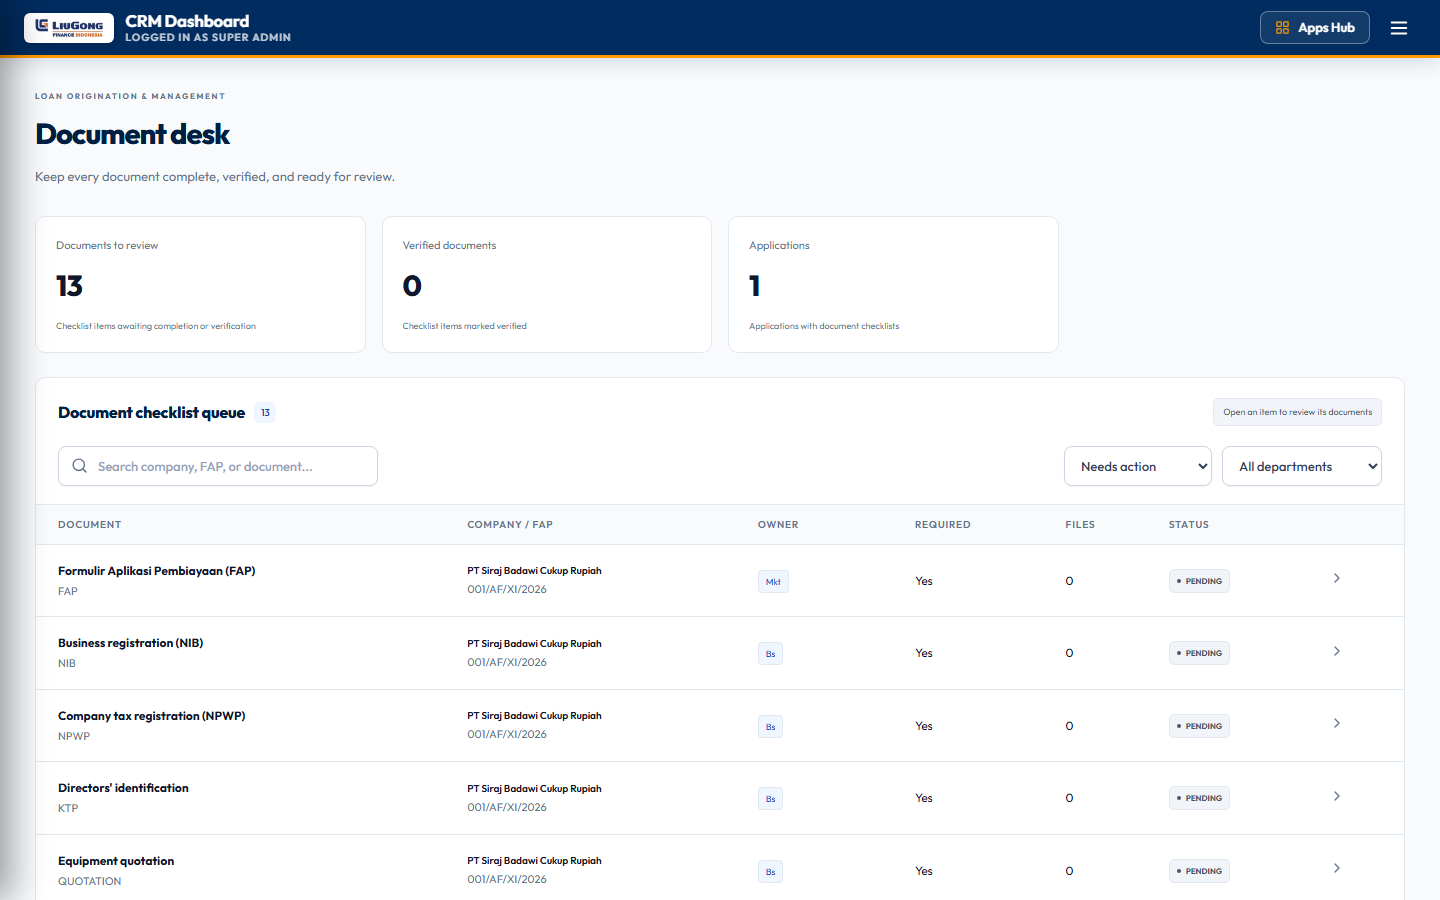 LIUGONG
FINANCE INDONESIA
CRM Dashboard
LOGGED IN AS SUPER ADMIN
Apps Hub
LOAN ORIGINATION & MANAGEMENT
Document desk
Keep every document complete, verified, and ready for review.
Documents to review
13
Checklist items awaiting completion or verification
Verified documents
0
Checklist items marked verified
Applications
1
Applications with document checklists
Document checklist queue 13
Open an item to review its documents
Search company, FAP, or document...
Needs action
All departments
DOCUMENT COMPANY / FAP OWNER REQUIRED FILES STATUS
Formulir Aplikasi Pembiayaan (FAP)
FAP
PT Siraj Badawi Cukup Rupiah
001/AF/XI/2026
Mkt
Yes
0
PENDING
Business registration (NIB)
NIB
PT Siraj Badawi Cukup Rupiah
001/AF/XI/2026
Bs
Yes
0
PENDING
Company tax registration (NPWP)
NPWP
PT Siraj Badawi Cukup Rupiah
001/AF/XI/2026
Bs
Yes
0
PENDING
Directors' identification
KTP
PT Siraj Badawi Cukup Rupiah
001/AF/XI/2026
Bs
Yes
0
PENDING
Equipment quotation
QUOTATION
PT Siraj Badawi Cukup Rupiah
001/AF/XI/2026
Bs
Yes
0
PENDING